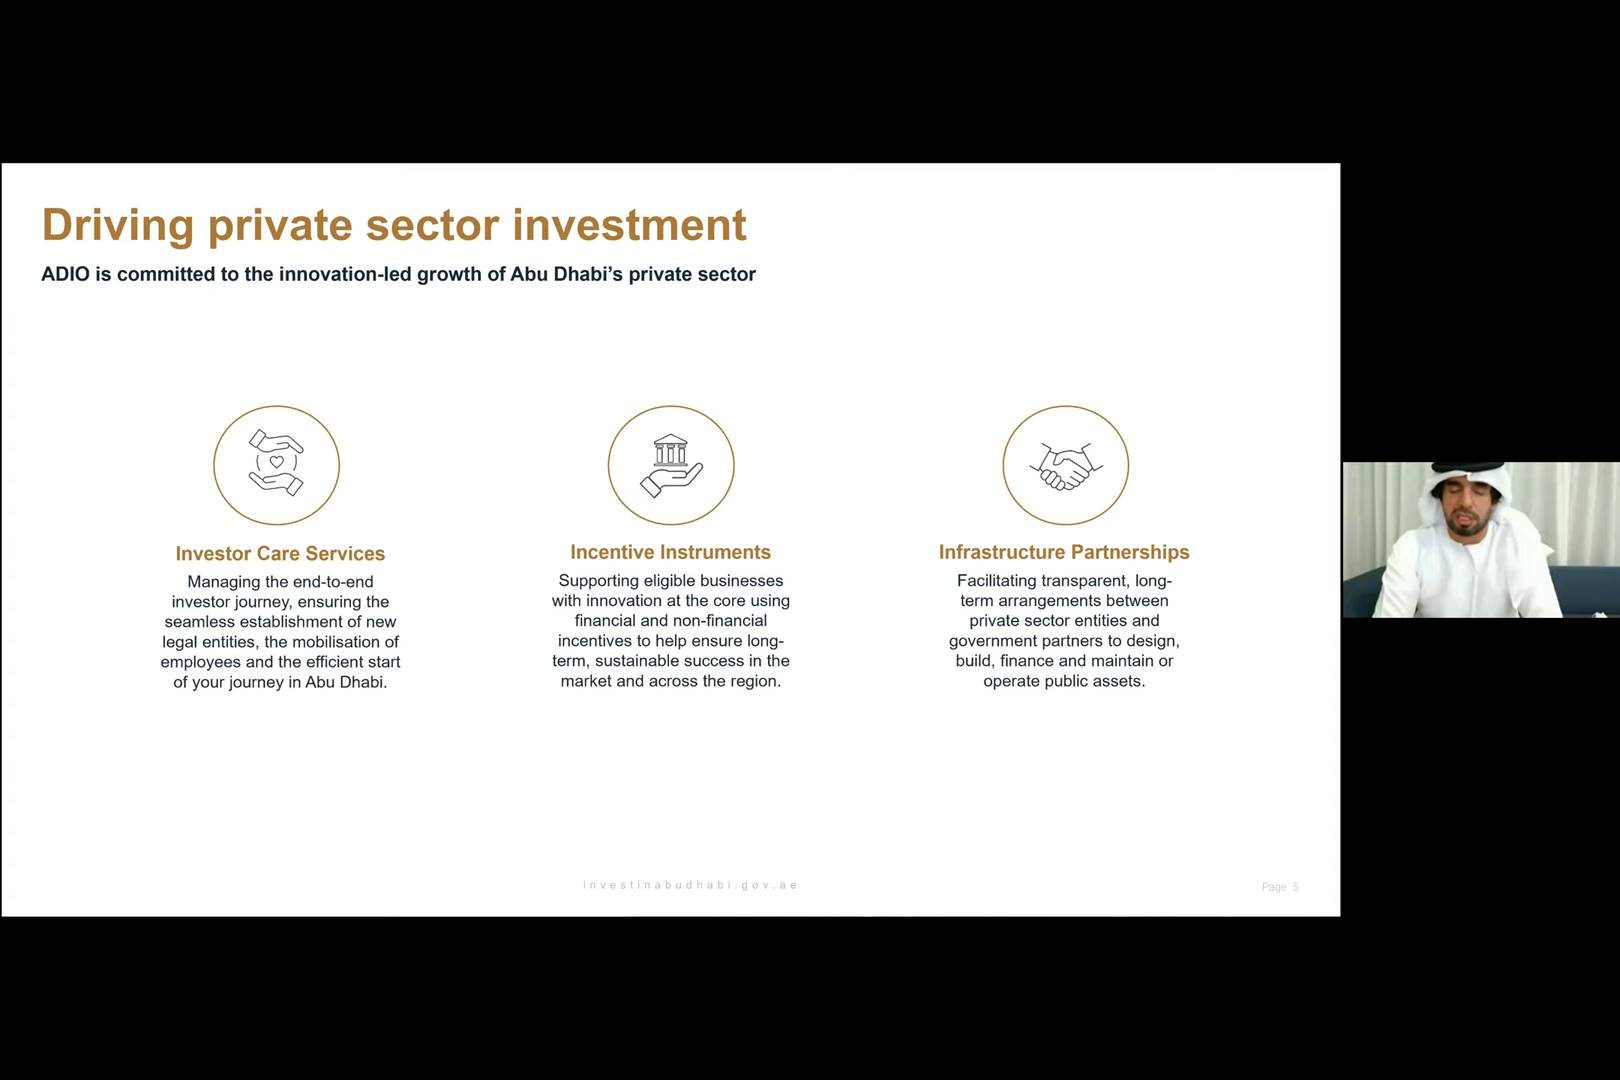 Driving private sector investment
ADIO is committed to the innovation-led growth of Abu Dhabi’s private sector
Investor Care Services
Managing the end-to-end
investor journey, ensuring the
seamless establishment of new
legal entities, the mobilisation of
employees and the efficient start
of your journey in Abu Dhabi.
Incentive Instruments
Supporting eligible businesses
with innovation at the core using
financial and non-financial
incentives to help ensure long-
term, sustainable success in the
market and across the region.
Infrastructure Partnerships
Facilitating transparent, long-
term arrangements between
private sector entities and
government partners to design,
build, finance and maintain or
operate public assets.
investinabudhabi.gov.ae
Page 5